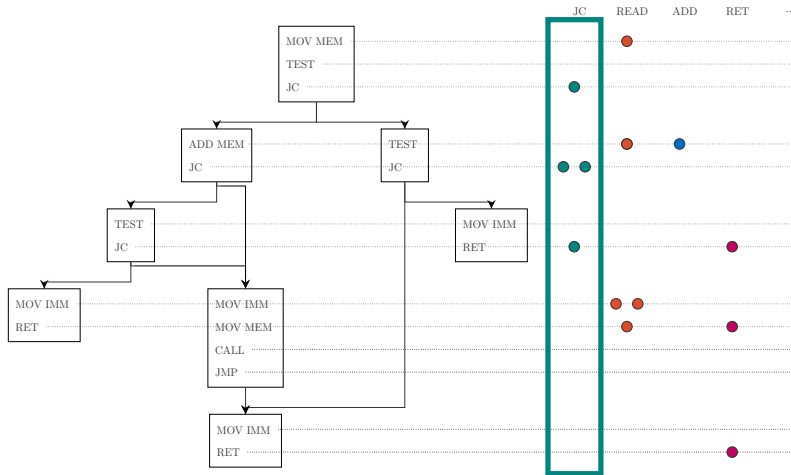 JC READ ADD RET
MOV MEM
TEST
JC
ADD MEM
JC
TEST
JC
TEST
JC
MOV IMM
RET
MOV IMM
RET
MOV IMM
MOV MEM
CALL
JMP
MOV IMM
RET